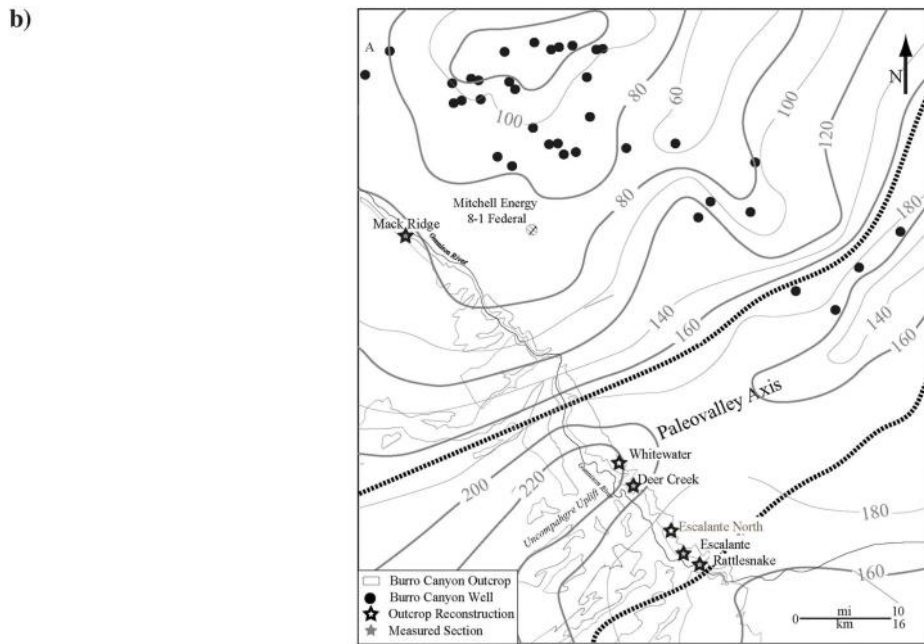 b)
A
N
80
60
100
100
120
80
180
Mitchell Energy
8-1 Federal
Mack Ridge
Gunnison River
140
160
140
160
Paleovalley Axis
Whitewater
200
220
Deer Creek
Gunnison River
Uncompahgre Uplift
180
Escalante North
Escalante
Rattlesnake
160
Burro Canyon Outcrop
Burro Canyon Well
Outcrop Reconstruction
Measured Section
0 mi 10
km 16